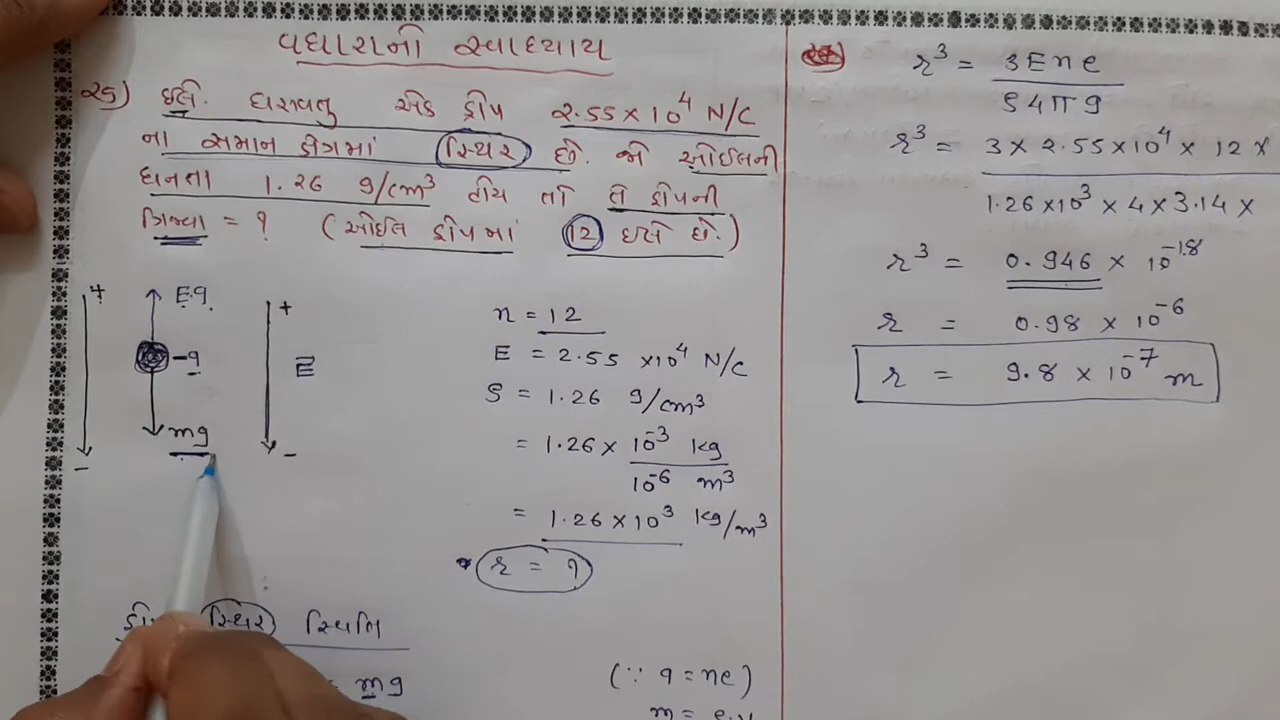 વધારાની સ્વાધ્યાય
25) ઇલે. ધરાવતુ એક ડ્રોપ 2.55×10⁴ N/C
ના સમાન ક્ષેત્રમાં સ્થિર છે. જો ઓઇલની
ઘનતા 1.26 g/cm³ હોય તો તે ડ્રોપની
ત્રિજ્યા = ? (ઓઇલ ડ્રોપમાં 12 ઇલે છે.)
+
E.q.
+
-q
E
mg
-
-
n = 12
E = 2.55 ×10⁴ N/C
ρ = 1.26 g/cm³
= 1.26 × 10⁻³ kg
10⁻⁶ m³
= 1.26 ×10³ kg/m³
r = ?
સ્થિર સ્થિતિ
= mg
(∵ q = ne)
m =
r³ = 3Ene
ρ4πg
r³ = 3 × 2.55×10⁴ × 12 ×
1.26 ×10³ × 4 × 3.14 ×
r³ = 0.946 × 10⁻¹⁸
r = 0.98 × 10⁻⁶
r = 9.8 × 10⁻⁷ m